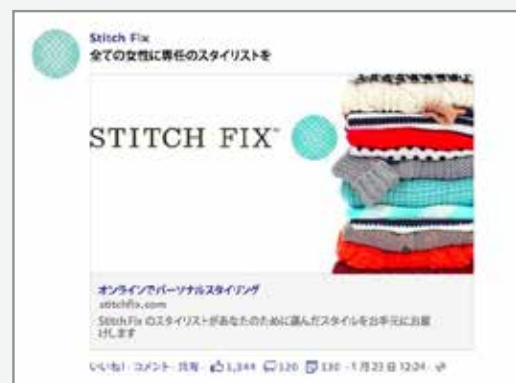 Stitch Fix
全ての女性に専任のスタイリストを
STITCH FIX™
オンラインでパーソナルスタイリング
stitchfix.com
Stitch Fix のスタイリストがあなたのために選んだスタイルをお手元にお届
けします
いいね! · コメント · 共有 · 1,344 120 130 · 1月23日 12:24 ·